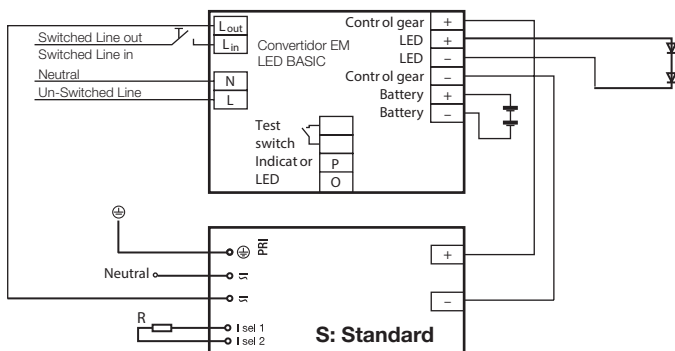 Switched Line out
Switched Line in
Neutral
Un-Switched Line
Lout
Lin
N
L
Convertidor EM
LED BASIC
Control gear +
LED +
LED –
Control gear –
Battery +
Battery –
Test
switch
Indicator P
LED O
PRI
Neutral
R
I sel 1
I sel 2
+
–
S: Standard